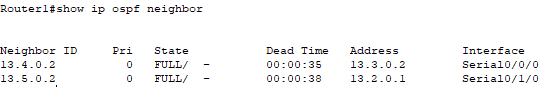 Router1#show ip ospf neighbor
Neighbor ID     Pri   State           Dead Time   Address         Interface
13.4.0.2          0   FULL/  -        00:00:35    13.3.0.2        Serial0/0/0
13.5.0.2          0   FULL/  -        00:00:38    13.2.0.1        Serial0/1/0